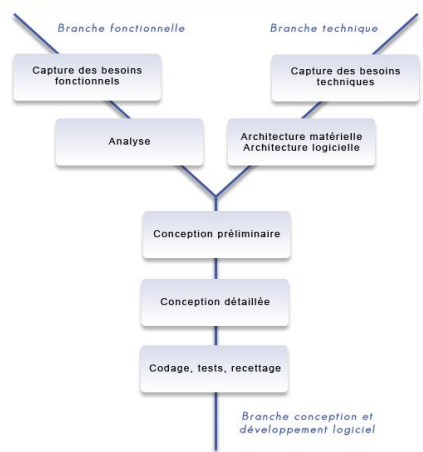 Branche fonctionnelle
Branche technique
Capture des besoins
fonctionnels
Capture des besoins
techniques
Analyse
Architecture matérielle
Architecture logicielle
Conception préliminaire
Conception détaillée
Codage, tests, recettage
Branche conception et
développement logiciel